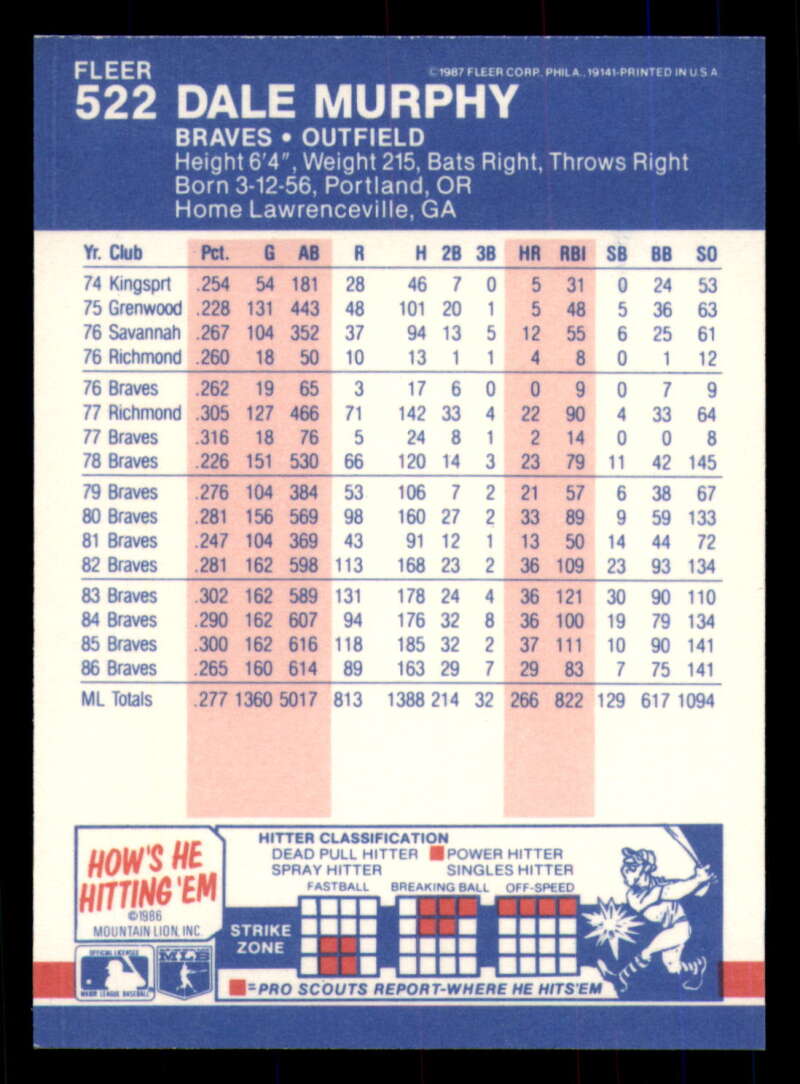 FLEER
©1987 FLEER CORP. PHILA., 19141-PRINTED IN U.S.A.
522 DALE MURPHY
BRAVES • OUTFIELD
Height 6'4", Weight 215, Bats Right, Throws Right
Born 3-12-56, Portland, OR
Home Lawrenceville, GA
Yr. Club Pct. G AB R H 2B 3B HR RBI SB BB SO
74 Kingsprt .254 54 181 28 46 7 0 5 31 0 24 53
75 Grenwood .228 131 443 48 101 20 1 5 48 5 36 63
76 Savannah .267 104 352 37 94 13 5 12 55 6 25 61
76 Richmond .260 18 50 10 13 1 1 4 8 0 1 12
76 Braves .262 19 65 3 17 6 0 0 9 0 7 9
77 Richmond .305 127 466 71 142 33 4 22 90 4 33 64
77 Braves .316 18 76 5 24 8 1 2 14 0 0 8
78 Braves .226 151 530 66 120 14 3 23 79 11 42 145
79 Braves .276 104 384 53 106 7 2 21 57 6 38 67
80 Braves .281 156 569 98 160 27 2 33 89 9 59 133
81 Braves .247 104 369 43 91 12 1 13 50 14 44 72
82 Braves .281 162 598 113 168 23 2 36 109 23 93 134
83 Braves .302 162 589 131 178 24 4 36 121 30 90 110
84 Braves .290 162 607 94 176 32 8 36 100 19 79 134
85 Braves .300 162 616 118 185 32 2 37 111 10 90 141
86 Braves .265 160 614 89 163 29 7 29 83 7 75 141
ML Totals .277 1360 5017 813 1388 214 32 266 822 129 617 1094
HOW'S HE
HITTING 'EM
©1986
MOUNTAIN LION, INC.
HITTER CLASSIFICATION
DEAD PULL HITTER POWER HITTER
SPRAY HITTER SINGLES HITTER
FASTBALL BREAKING BALL OFF-SPEED
STRIKE
ZONE
=PRO SCOUTS REPORT-WHERE HE HITS'EM
OFFICIAL LICENSEE
MAJOR LEAGUE BASEBALL
MLB